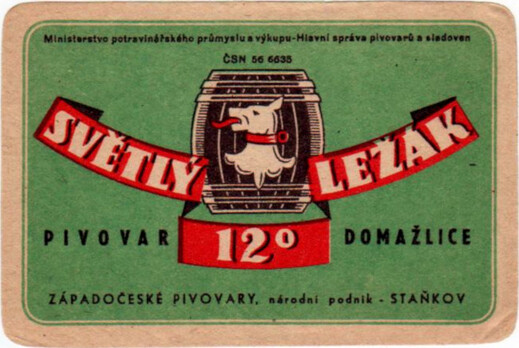 Ministerstvo potravinářského průmyslu a výkupu-Hlavní správa pivovarů a sladoven
ČSN 56 6635
SVĚTLÝ LEŽÁK
PIVOVAR 12º DOMAŽLICE
ZÁPADOČESKÉ PIVOVARY, národní podnik - STAŇKOV